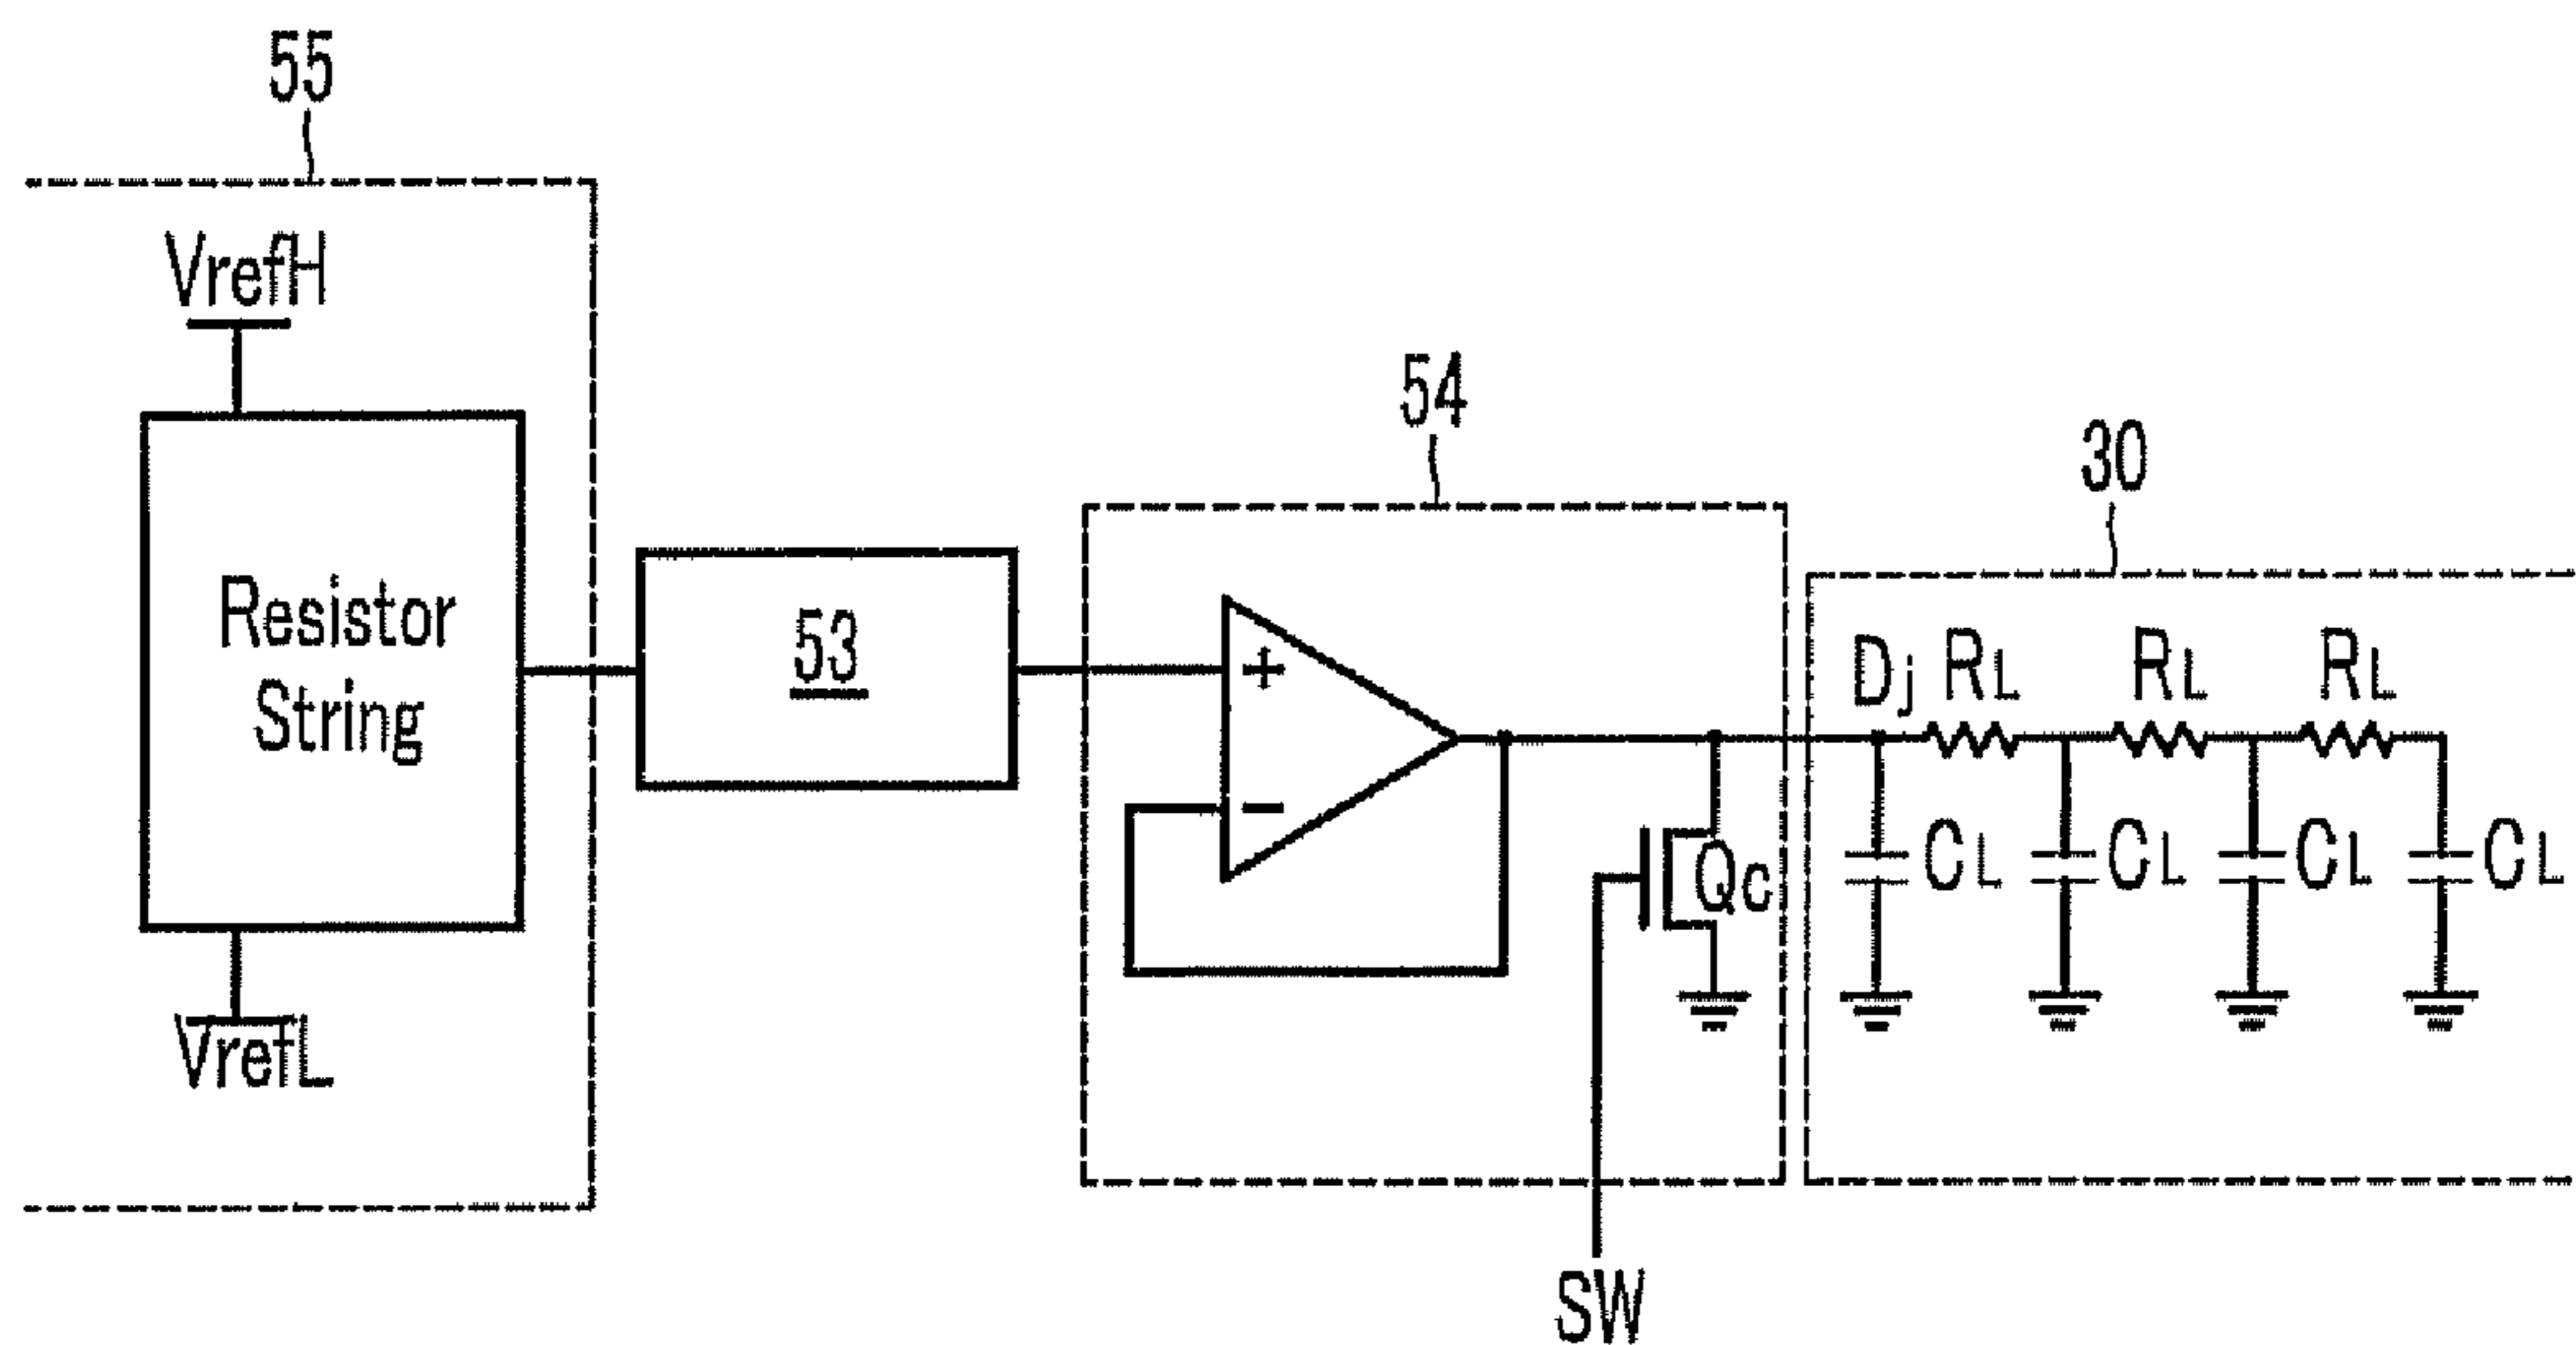 55
VrefH
Resistor
String
VrefL
53
54
+
−
Qc
SW
30
Dj RL RL RL
CL CL CL CL